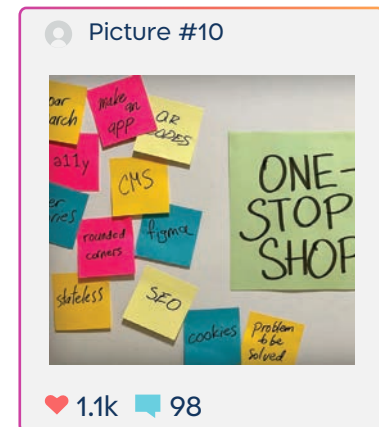 Picture #10
make
an
app
QR
CODES
a11y
CMS
rounded
corners
figma
stateless
SEO
cookies
Problem
to be
solved
ONE-
STOP
SHOP
1.1k 98